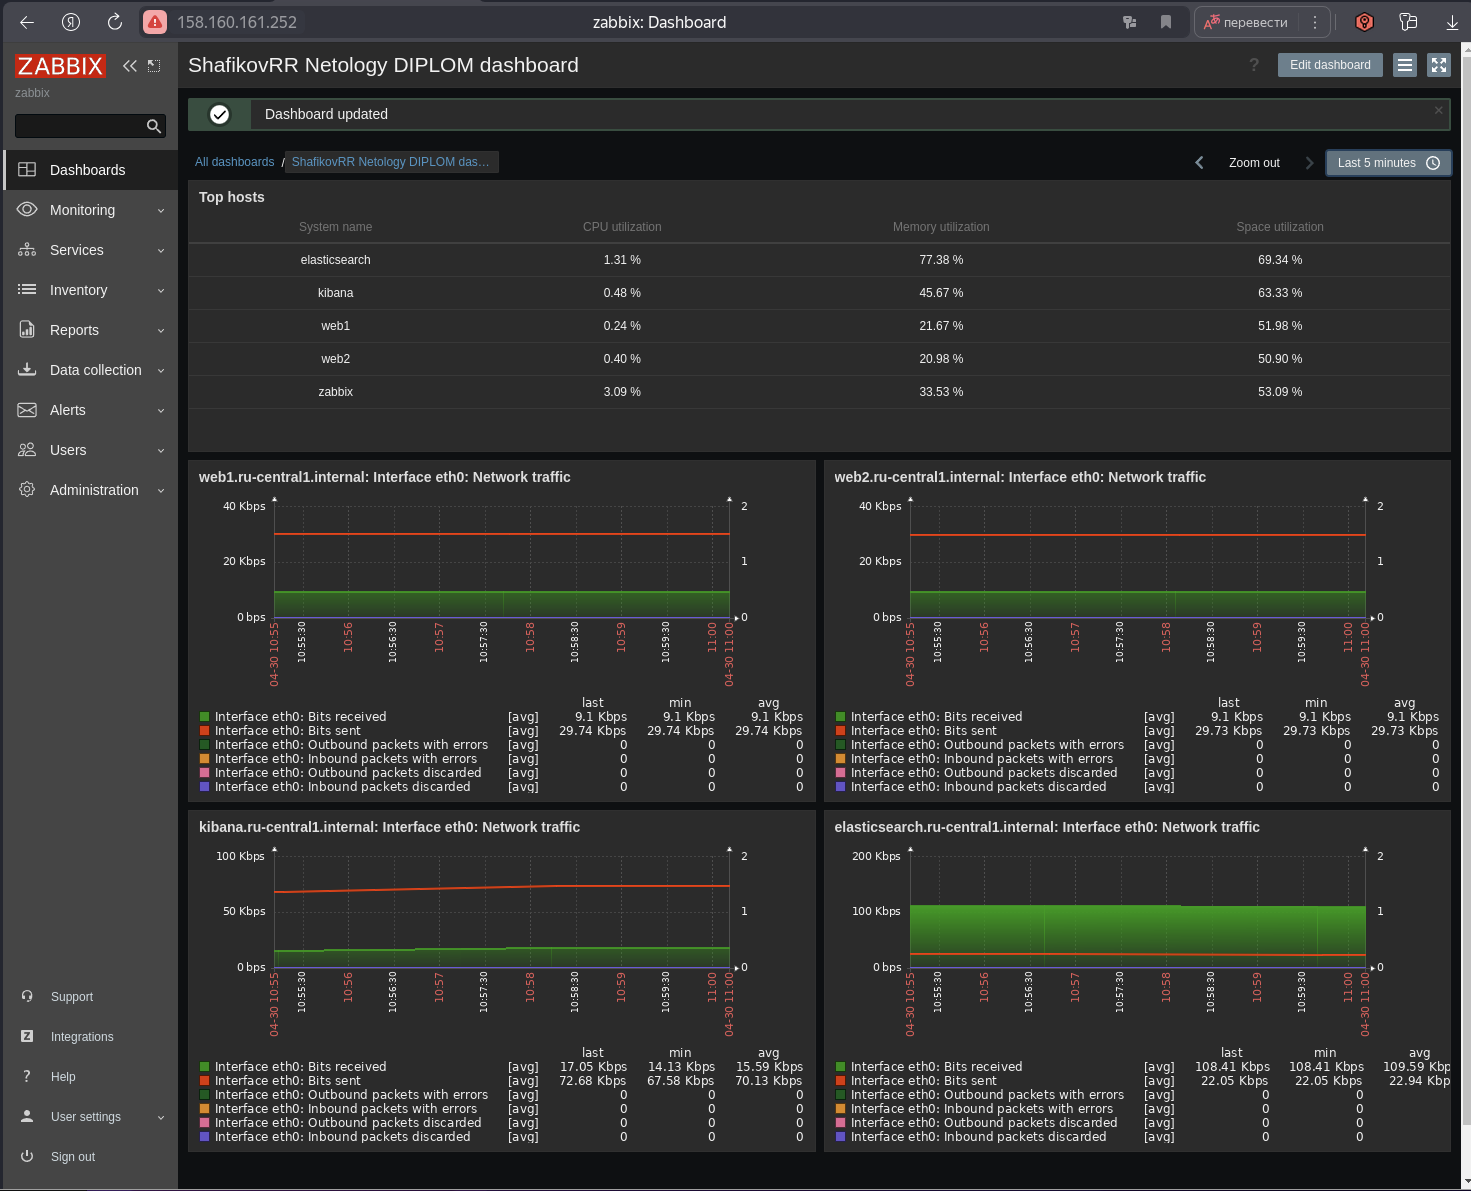 158.160.161.252
zabbix: Dashboard
перевести
ZABBIX
zabbix
Dashboards
Monitoring
Services
Inventory
Reports
Data collection
Alerts
Users
Administration
Support
Integrations
Help
User settings
Sign out
ShafikovRR Netology DIPLOM dashboard
? Edit dashboard
Dashboard updated
All dashboards / ShafikovRR Netology DIPLOM das…
Zoom out
Last 5 minutes
Top hosts
System name CPU utilization Memory utilization Space utilization
elasticsearch 1.31 % 77.38 % 69.34 %
kibana 0.48 % 45.67 % 63.33 %
web1 0.24 % 21.67 % 51.98 %
web2 0.40 % 20.98 % 50.90 %
zabbix 3.09 % 33.53 % 53.09 %
web1.ru-central1.internal: Interface eth0: Network traffic
40 Kbps 2
20 Kbps 1
0 bps 0
04-30 10:55 10:55:30 10:56 10:56:30 10:57 10:57:30 10:58 10:58:30 10:59 10:59:30 11:00 04-30 11:00
last min avg
Interface eth0: Bits received [avg] 9.1 Kbps 9.1 Kbps 9.1 Kbps
Interface eth0: Bits sent [avg] 29.74 Kbps 29.74 Kbps 29.74 Kbps
Interface eth0: Outbound packets with errors [avg] 0 0 0
Interface eth0: Inbound packets with errors [avg] 0 0 0
Interface eth0: Outbound packets discarded [avg] 0 0 0
Interface eth0: Inbound packets discarded [avg] 0 0 0
web2.ru-central1.internal: Interface eth0: Network traffic
40 Kbps 2
20 Kbps 1
0 bps 0
04-30 10:55 10:55:30 10:56 10:56:30 10:57 10:57:30 10:58 10:58:30 10:59 10:59:30 11:00 04-30 11:00
last min avg
Interface eth0: Bits received [avg] 9.1 Kbps 9.1 Kbps 9.1 Kbps
Interface eth0: Bits sent [avg] 29.73 Kbps 29.73 Kbps 29.73 Kbps
Interface eth0: Outbound packets with errors [avg] 0 0 0
Interface eth0: Inbound packets with errors [avg] 0 0 0
Interface eth0: Outbound packets discarded [avg] 0 0 0
Interface eth0: Inbound packets discarded [avg] 0 0 0
kibana.ru-central1.internal: Interface eth0: Network traffic
100 Kbps 2
50 Kbps 1
0 bps 0
04-30 10:55 10:55:30 10:56 10:56:30 10:57 10:57:30 10:58 10:58:30 10:59 10:59:30 11:00 04-30 11:00
last min avg
Interface eth0: Bits received [avg] 17.05 Kbps 14.13 Kbps 15.59 Kbps
Interface eth0: Bits sent [avg] 72.68 Kbps 67.58 Kbps 70.13 Kbps
Interface eth0: Outbound packets with errors [avg] 0 0 0
Interface eth0: Inbound packets with errors [avg] 0 0 0
Interface eth0: Outbound packets discarded [avg] 0 0 0
Interface eth0: Inbound packets discarded [avg] 0 0 0
elasticsearch.ru-central1.internal: Interface eth0: Network traffic
200 Kbps 2
100 Kbps 1
0 bps 0
04-30 10:55 10:55:30 10:56 10:56:30 10:57 10:57:30 10:58 10:58:30 10:59 10:59:30 11:00 04-30 11:00
last min avg
Interface eth0: Bits received [avg] 108.41 Kbps 108.41 Kbps 109.59 Kbp
Interface eth0: Bits sent [avg] 22.05 Kbps 22.05 Kbps 22.94 Kbp
Interface eth0: Outbound packets with errors [avg] 0 0
Interface eth0: Inbound packets with errors [avg] 0 0
Interface eth0: Outbound packets discarded [avg] 0 0
Interface eth0: Inbound packets discarded [avg] 0 0